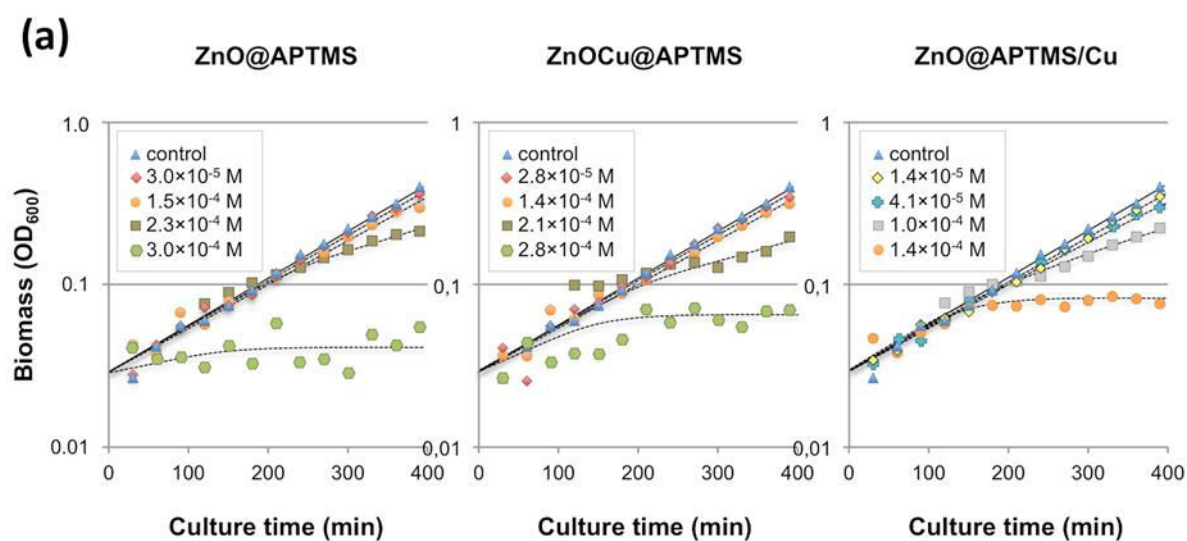 (a)
ZnO@APTMS
ZnOCu@APTMS
ZnO@APTMS/Cu
Biomass (OD₆₀₀)
1.0
0.1
0.01
control
3.0×10⁻⁵ M
1.5×10⁻⁴ M
2.3×10⁻⁴ M
3.0×10⁻⁴ M
0 100 200 300 400
Culture time (min)
1
0,1
0,01
control
2.8×10⁻⁵ M
1.4×10⁻⁴ M
2.1×10⁻⁴ M
2.8×10⁻⁴ M
0 100 200 300 400
Culture time (min)
1
0,1
0,01
control
1.4×10⁻⁵ M
4.1×10⁻⁵ M
1.0×10⁻⁴ M
1.4×10⁻⁴ M
0 100 200 300 400
Culture time (min)